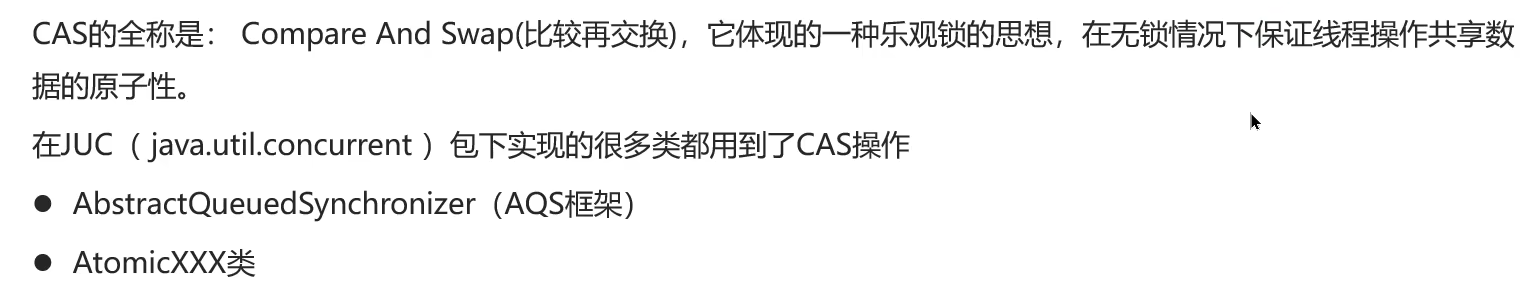 CAS的全称是： Compare And Swap(比较再交换)，它体现的一种乐观锁的思想，在无锁情况下保证线程操作共享数
据的原子性。
在JUC（ java.util.concurrent ）包下实现的很多类都用到了CAS操作
● AbstractQueuedSynchronizer（AQS框架）
● AtomicXXX类